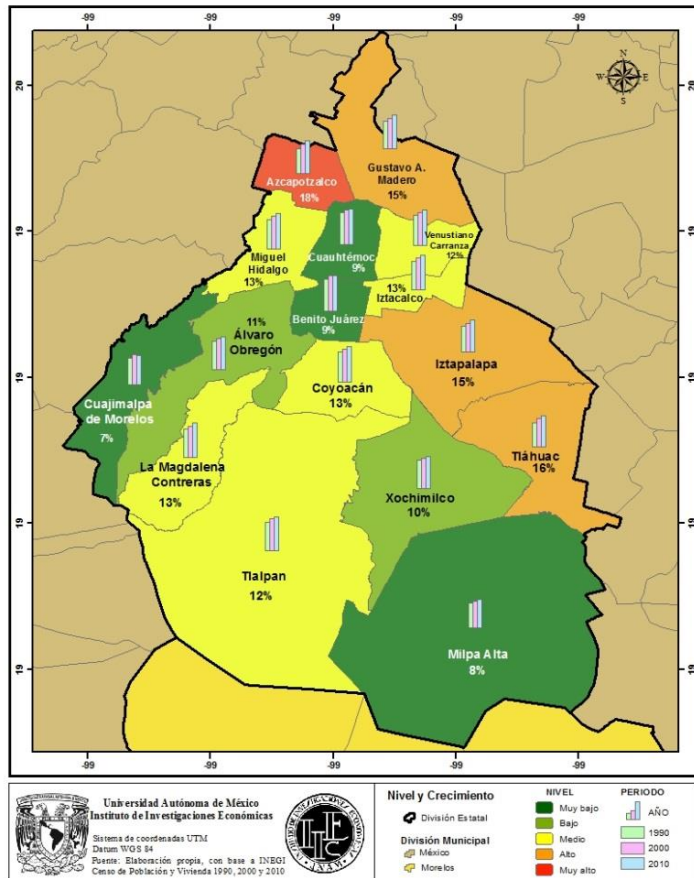 -99 -99 -99 -99 -99
20 20
N
W E
S
Azcapotzalco
18%
Gustavo A.
Madero
15%
19 19
Miguel
Hidalgo
13%
Cuauhtémoc
9%
Venustiano
Carranza
12%
13%
Iztacalco
Benito Juárez
9%
11%
Álvaro
Obregón
19 19
Iztapalapa
15%
Coyoacán
13%
Cuajimalpa
de Morelos
7%
Tláhuac
16%
La Magdalena
Contreras
13%
Xochimilco
10%
19 19
Tlalpan
12%
Milpa Alta
8%
19 19
-99 -99 -99 -99 -99
Universidad Autónoma de México
Instituto de Investigaciones Económicas
Sistema de coordenadas UTM
Datum WGS 84
Fuente: Elaboración propia, con base a INEGI
Censo de Población y Vivienda 1990, 2000 y 2010
Nivel y Crecimiento
División Estatal
División Municipal
México
Morelos
NIVEL
Muy bajo
Bajo
Medio
Alto
Muy alto
PERIODO
AÑO
1990
2000
2010